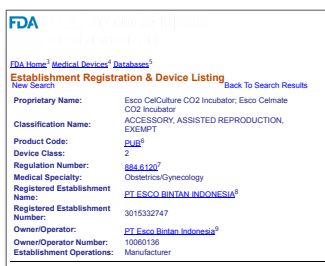 FDA
FDA Home3 Medical Devices4 Databases5
Establishment Registration & Device Listing
New Search Back To Search Results
Proprietary Name: Esco CelCulture CO2 Incubator; Esco Celmate
CO2 Incubator
Classification Name: ACCESSORY, ASSISTED REPRODUCTION,
EXEMPT
Product Code: PUB6
Device Class: 2
Regulation Number: 884.61207
Medical Specialty: Obstetrics/Gynecology
Registered Establishment
Name: PT ESCO BINTAN INDONESIA8
Registered Establishment
Number: 3015332747
Owner/Operator: PT Esco Bintan Indonesia9
Owner/Operator Number: 10060136
Establishment Operations: Manufacturer